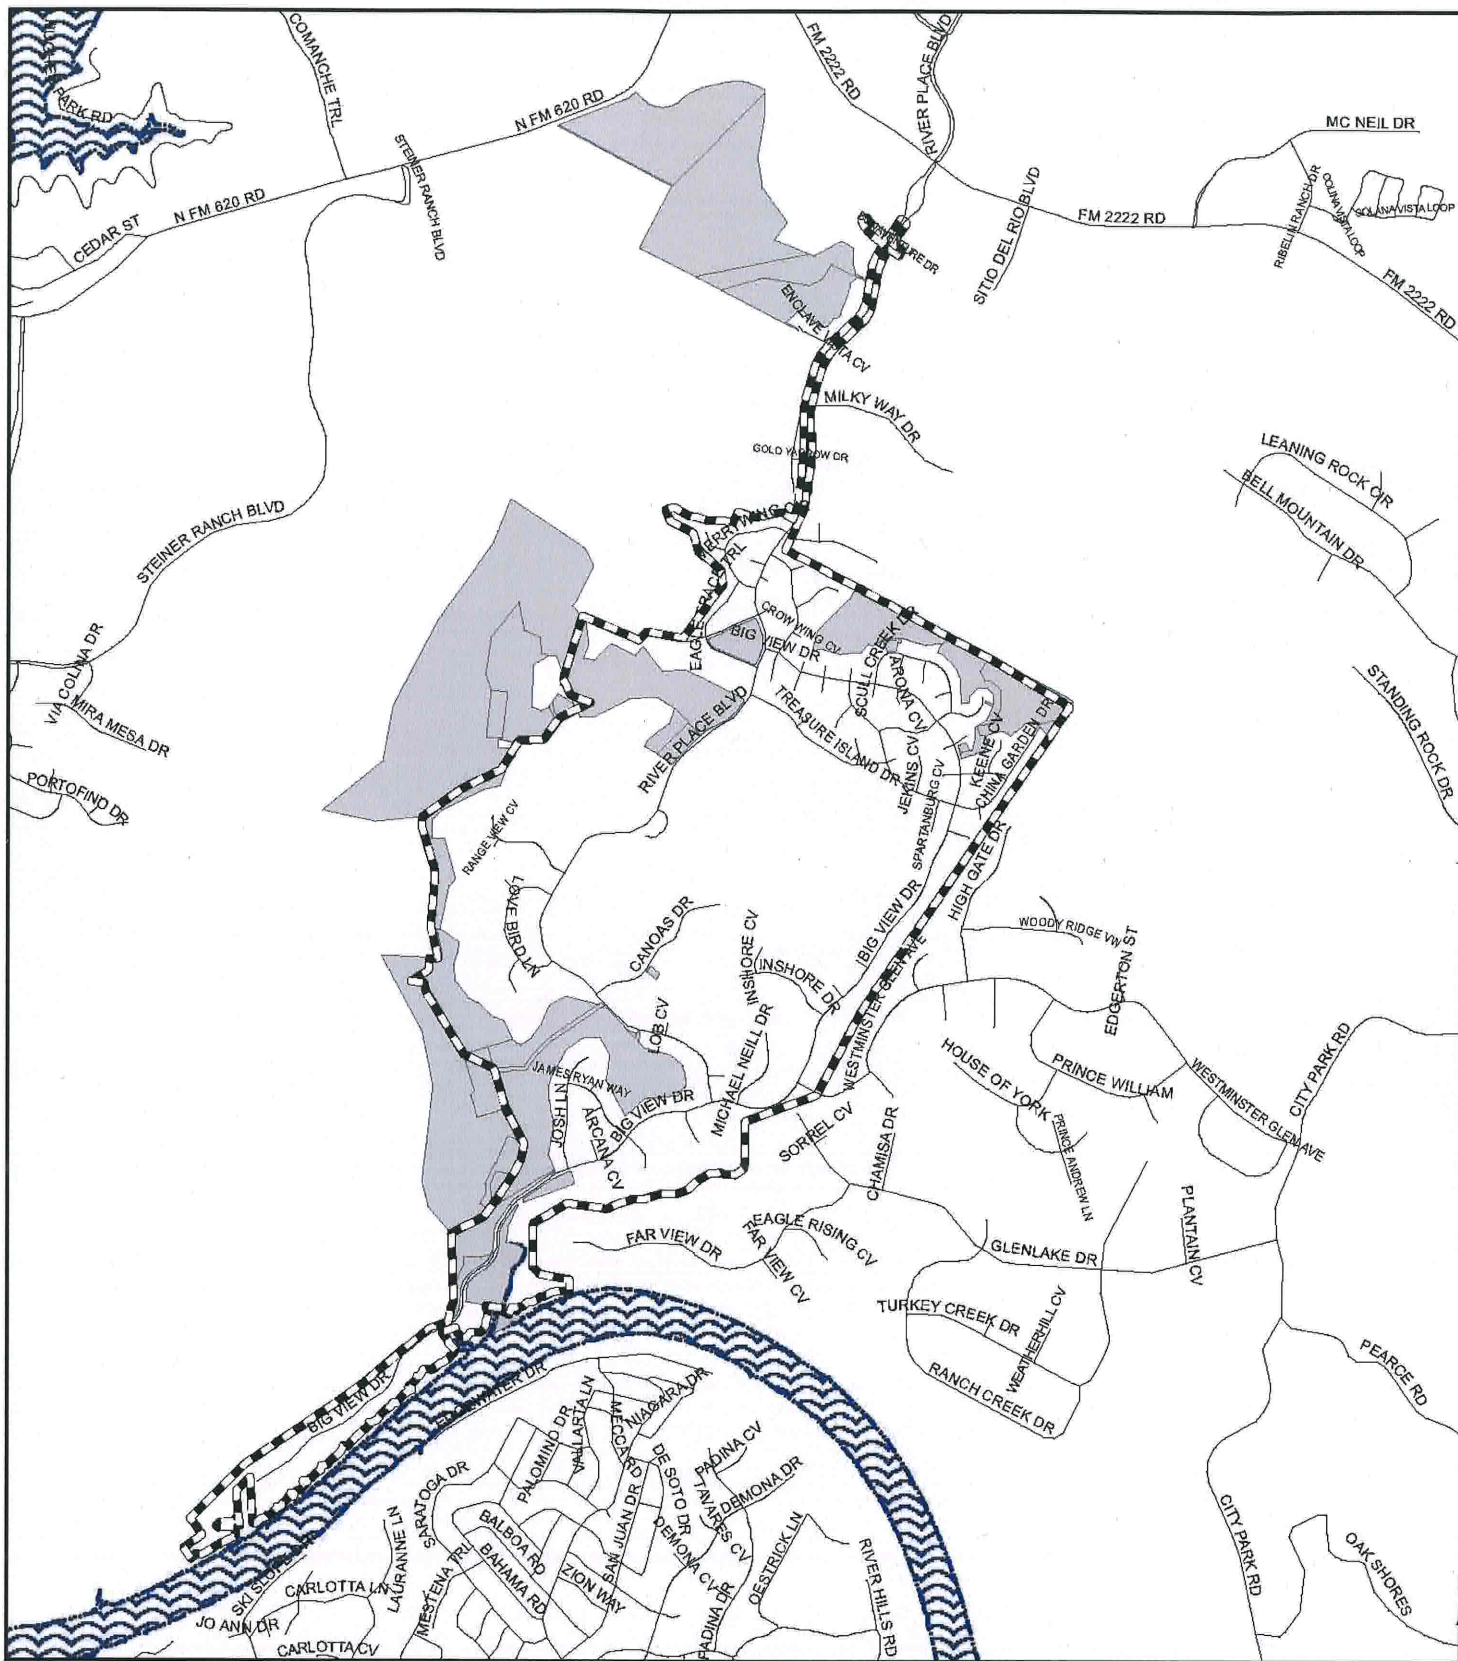 COMANCHE TRL
FM 2222 RD
RIVER PLACE BLVD
PARK RD
N FM 620 RD
MC NEIL DR
STEINER RANCH BLVD
RIBELIN RANCH DR
COLINA VISTA LOOP
SOLANA VISTA LOOP
N FM 620 RD
CEDAR ST
SITIO DEL RIO BLVD
FM 2222 RD
FM 2222 RD
ENCLAVE VISTA CV
MILKY WAY DR
GOLD YARROW DR
LEANING ROCK CIR
BELL MOUNTAIN DR
STEINER RANCH BLVD
MERRYWING
EAGLE TRACE TRL
CROW WING CV
BIG VIEW DR
SCULL CREEK DR
ARONA CV
VIA COLINA DR
MIRA MESA DR
PORTOFINO DR
STANDING ROCK DR
RIVER PLACE BLVD
TREASURE ISLAND DR
JEKINS CV
KEENE CV
CHINA GARDEN DR
SPARTANBURG CV
RANGE VIEW CV
HIGH GATE DR
LOVE BIRD LN
CANOAS DR
INSHORE CV
INSHORE DR
BIG VIEW DR
WOODY RIDGE VW
EDGERTON ST
WESTMINSTER GLEN AVE
LOB CV
MICHAEL NEILL DR
JAMES RYAN WAY
JOSH LN
ARCANA CV
BIG VIEW DR
HOUSE OF YORK
PRINCE WILLIAM
WESTMINSTER GLEN AVE
CITY PARK RD
SORREL CV
CHAMISA DR
PRINCE ANDREW LN
PLANTAIN CV
FAR VIEW DR
EAGLE RISING CV
FAR VIEW CV
GLENLAKE DR
TURKEY CREEK DR
WEATHERHILL CV
RANCH CREEK DR
PEARCE RD
BIG VIEW DR
EDGEWATER DR
NIAGARA DR
PALOMINO DR
VALLARTA LN
MECCA RD
SARATOGA DR
DE SOTO DR
PADINA CV
TAVARES CV
DEMONA DR
SAN JUAN DR
BALBOA RD
BAHAMA RD
ZION WAY
DEMONA CV
OESTRICK LN
PADINA DR
RIVER HILLS RD
CITY PARK RD
OAK SHORES
LAURANNE LN
MESTENA TRL
CARLOTTA LN
JO ANN DR
CARLOTTA CV